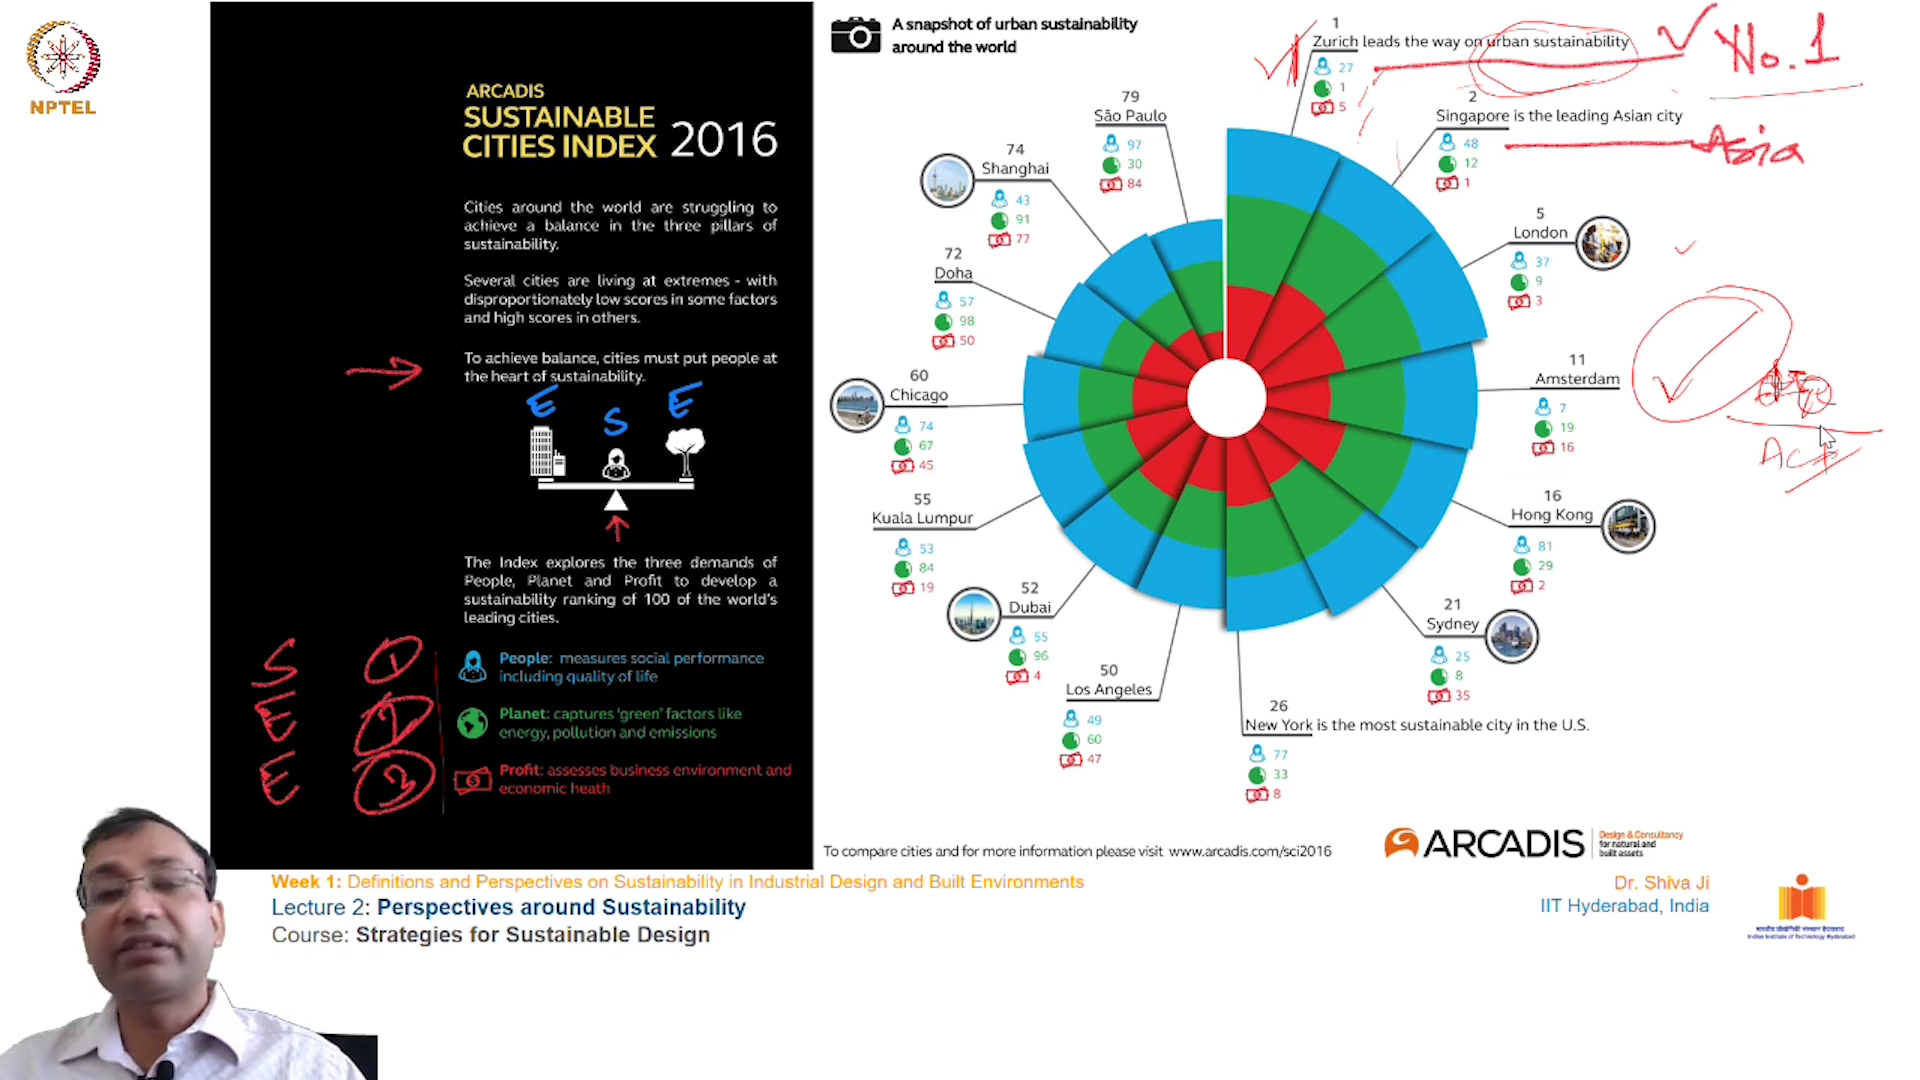 NPTEL
ARCADIS
SUSTAINABLE
CITIES INDEX 2016
Cities around the world are struggling to
achieve a balance in the three pillars of
sustainability.
Several cities are living at extremes - with
disproportionately low scores in some factors
and high scores in others.
To achieve balance, cities must put people at
the heart of sustainability.
E S E
The Index explores the three demands of
People, Planet and Profit to develop a
sustainability ranking of 100 of the world's
leading cities.
S 1
People: measures social performance
including quality of life
E 2
Planet: captures 'green' factors like
energy, pollution and emissions
E 3
Profit: assesses business environment and
economic heath
A snapshot of urban sustainability
around the world
1
Zurich leads the way on urban sustainability
27
1
5
No. 1
2
Singapore is the leading Asian city
48
12
1
Asia
5
London
37
9
3
11
Amsterdam
7
19
16
16
Hong Kong
81
29
2
21
Sydney
25
8
35
26
New York is the most sustainable city in the U.S.
77
33
8
50
Los Angeles
49
60
47
52
Dubai
55
96
4
55
Kuala Lumpur
53
84
19
60
Chicago
74
67
45
72
Doha
57
98
50
74
Shanghai
43
91
77
79
São Paulo
97
30
84
To compare cities and for more information please visit www.arcadis.com/sci2016
ARCADIS
Design & Consultancy
for natural and
built assets
Week 1: Definitions and Perspectives on Sustainability in Industrial Design and Built Environments
Lecture 2: Perspectives around Sustainability
Course: Strategies for Sustainable Design
Dr. Shiva Ji
IIT Hyderabad, India
भारतीय प्रौद्योगिकी संस्थान हैदराबाद
Indian Institute of Technology Hyderabad